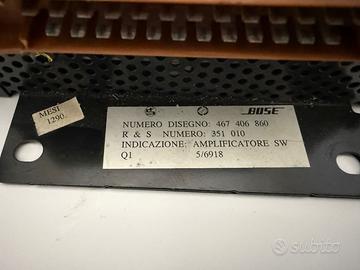 MESI
1290.
BOSE
NUMERO DISEGNO: 467 406 860
R & S NUMERO: 351 010
INDICAZIONE: AMPLIFICATORE SW
Q1 5/6918
subito